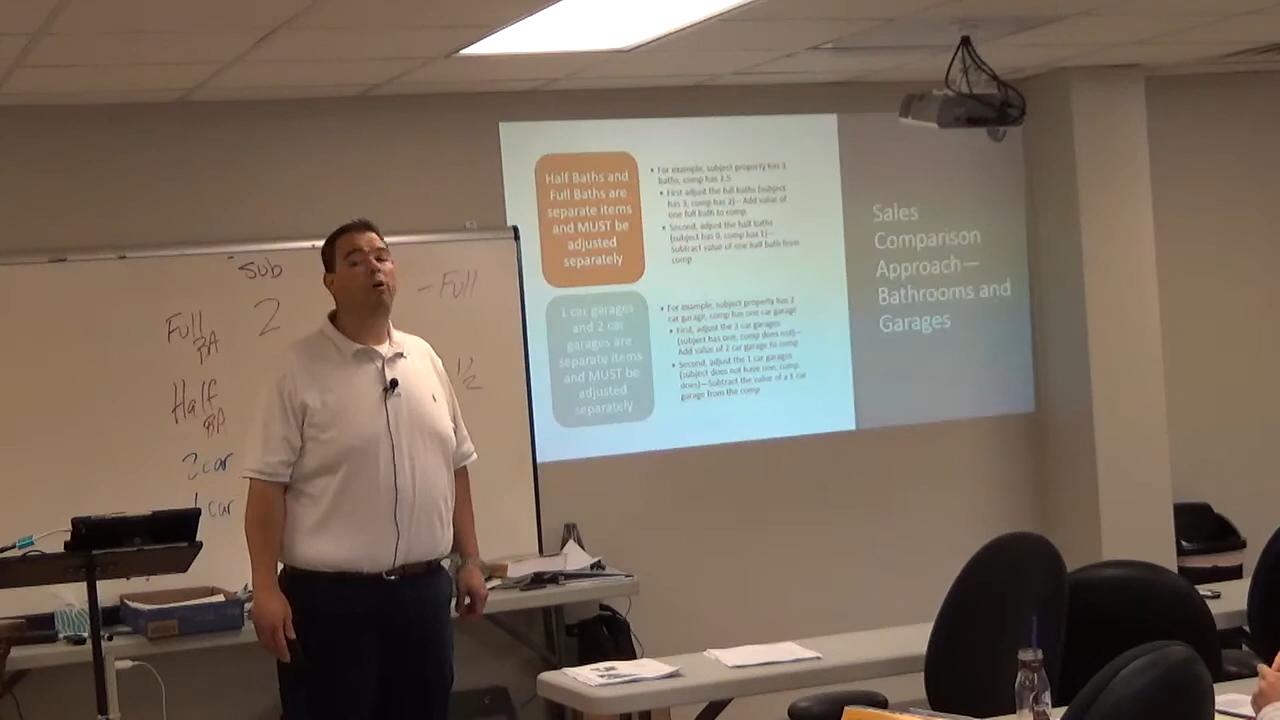 Sub
- Full
Full 2
BA
1/2
Half
BA
2 car
1 car
Half Baths and
Full Baths are
separate items
and MUST be
adjusted
separately
• For example, subject property has 3
baths, comp has 2.5
• First adjust the full baths (subject
has 3, comp has 2)—Add value of
one full bath to comp
• Second, adjust the half baths
(subject has 0, comp has 1)—
Subtract value of one half bath from
comp
1 car garages
and 2 car
garages are
separate items
and MUST be
adjusted
separately
• For example, subject property has 2
car garage, comp has one car garage
• First, adjust the 2 car garages
(subject has one, comp does not)—
Add value of 2 car garage to comp
• Second, adjust the 1 car garages
(subject does not have one, comp
does)—Subtract the value of a 1 car
garage from the comp
Sales
Comparison
Approach—
Bathrooms and
Garages